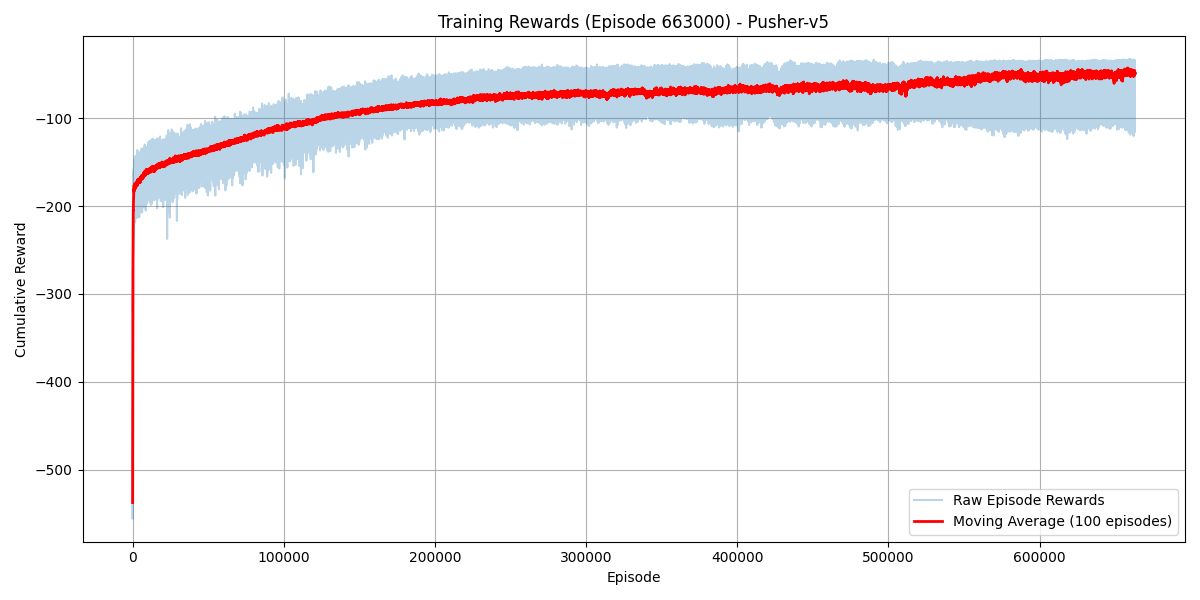 Training Rewards (Episode 663000) - Pusher-v5
Cumulative Reward
−100
−200
−300
−400
−500
0
100000
200000
300000
400000
500000
600000
Episode
Raw Episode Rewards
Moving Average (100 episodes)